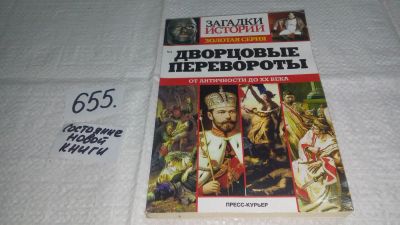 655.
состояние
новой
книги
ЗАГАДКИ
ИСТОРИИ
ЗОЛОТАЯ СЕРИЯ
ДВОРЦОВЫЕ
ПЕРЕВОРОТЫ
ОТ АНТИЧНОСТИ ДО XX ВЕКА
ПРЕСС-КУРЬЕР